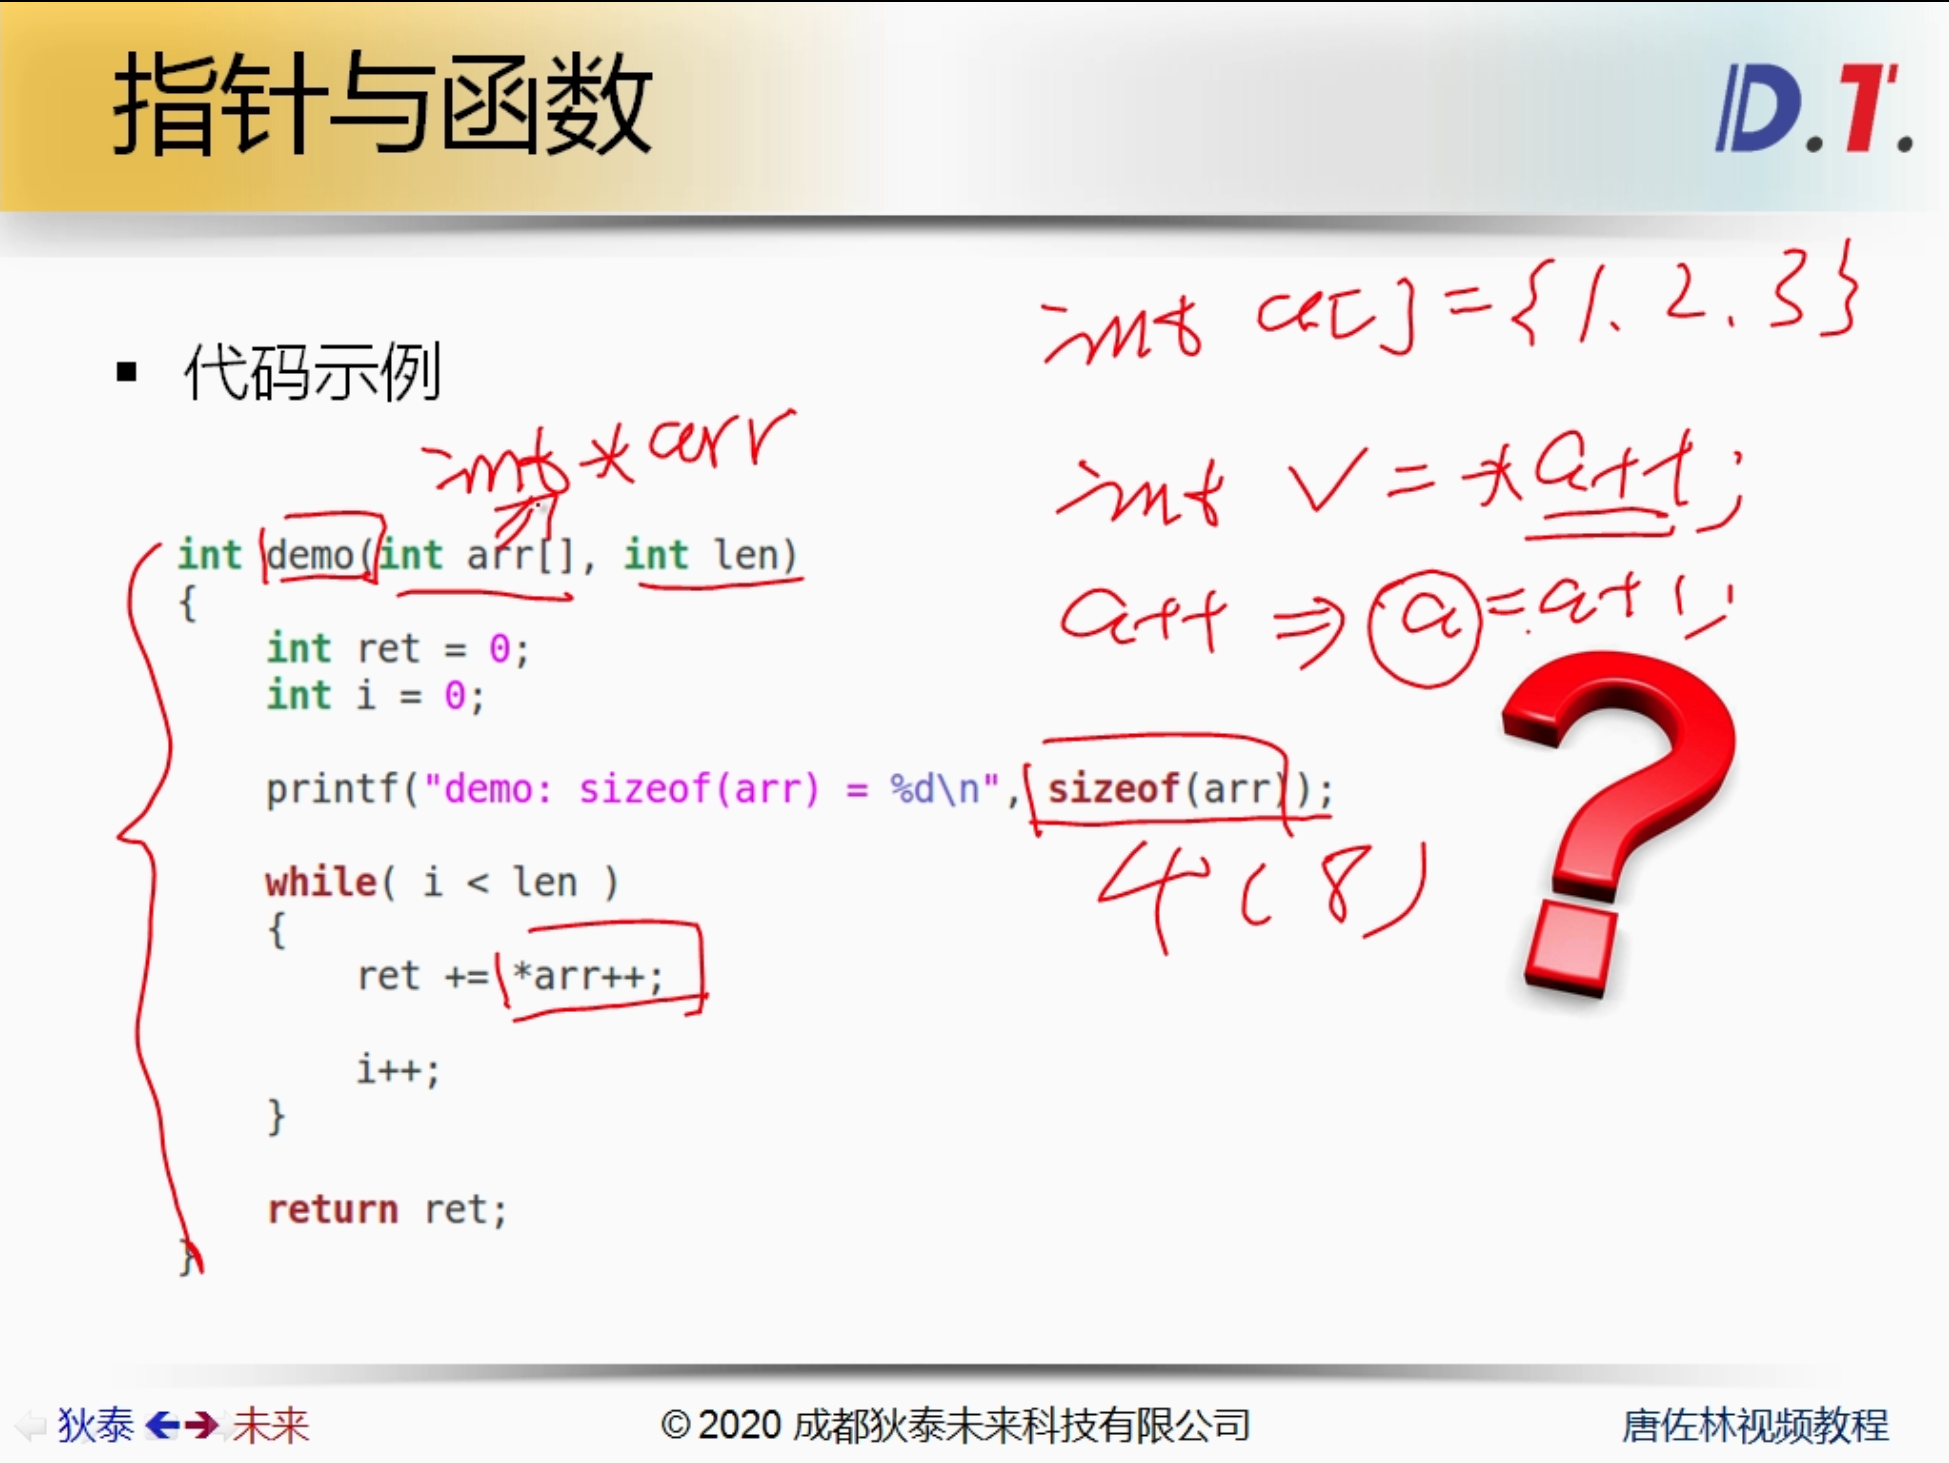 指针与函数
D.T.
int a[] = {1, 2, 3}
▪ 代码示例
int * arr
int v = *a++;
int demo(int arr[], int len)
a++ ⇒ a = a+1;
{
int ret = 0;
int i = 0;
printf("demo: sizeof(arr) = %d\n", sizeof(arr));
4 (8)
while( i < len )
{
ret += *arr++;
i++;
}
return ret;
}
?
狄泰 未来
© 2020 成都狄泰未来科技有限公司
唐佐林视频教程